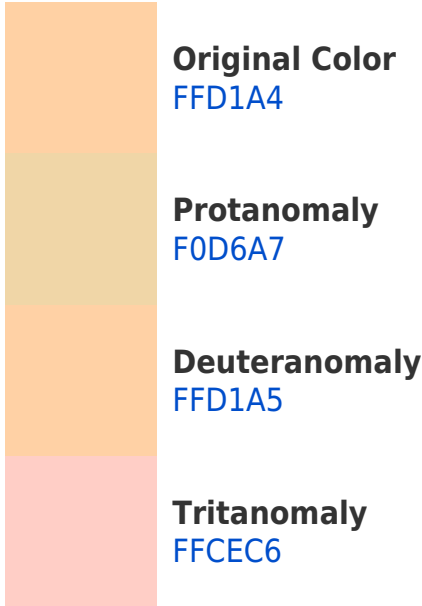 Original Color
FFD1A4
Protanomaly
F0D6A7
Deuteranomaly
FFD1A5
Tritanomaly
FFCEC6